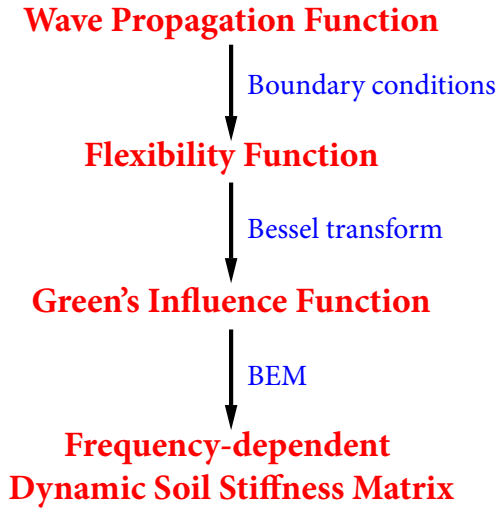 Wave Propagation Function
Boundary conditions
Flexibility Function
Bessel transform
Green's Influence Function
BEM
Frequency-dependent
Dynamic Soil Stiffness Matrix